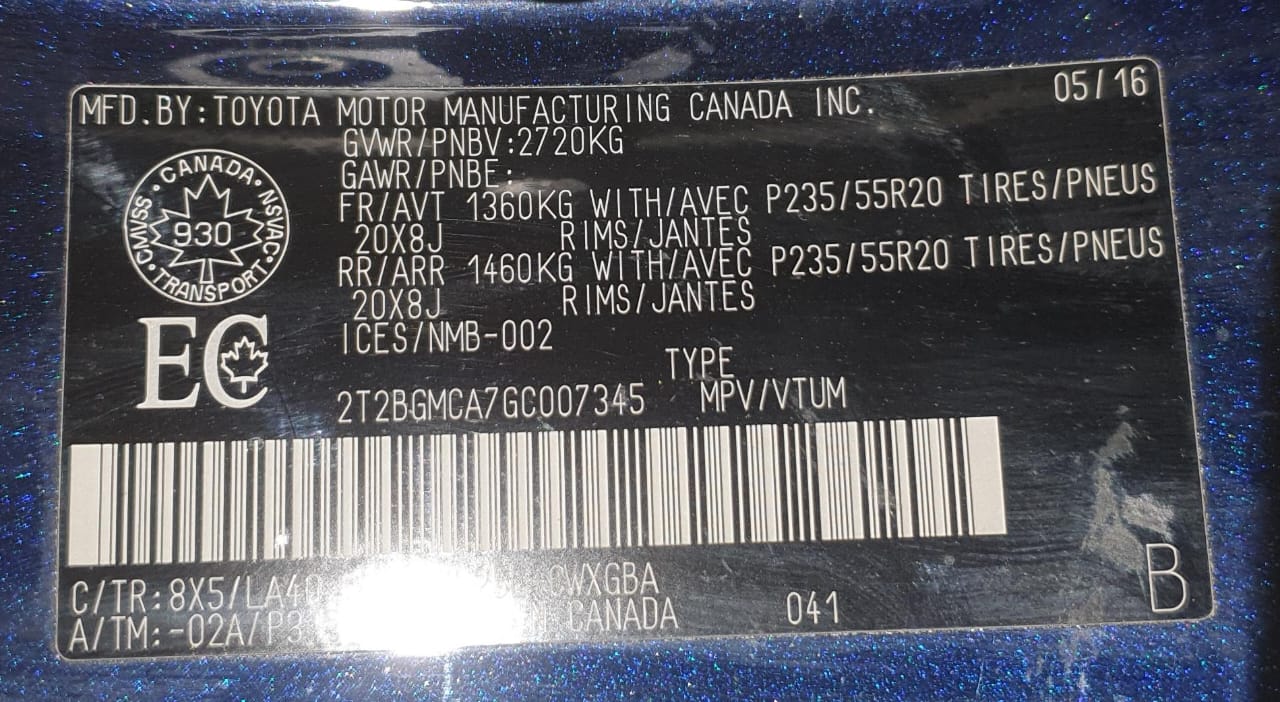 MFD.BY:TOYOTA MOTOR MANUFACTURING CANADA INC. 05/16
GVWR/PNBV:2720KG
GAWR/PNBE:
FR/AVT 1360KG WITH/AVEC P235/55R20 TIRES/PNEUS
20X8J RIMS/JANTES
RR/ARR 1460KG WITH/AVEC P235/55R20 TIRES/PNEUS
20X8J RIMS/JANTES
ICES/NMB-002
CANADA · NSVAC · TRANSPORT · CMVSS ·
930
EC
TYPE
2T2BGMCA7GC007345 MPV/VTUM
C/TR:8X5/ CWXGBA
A/TM:-02A/ CANADA 041
B